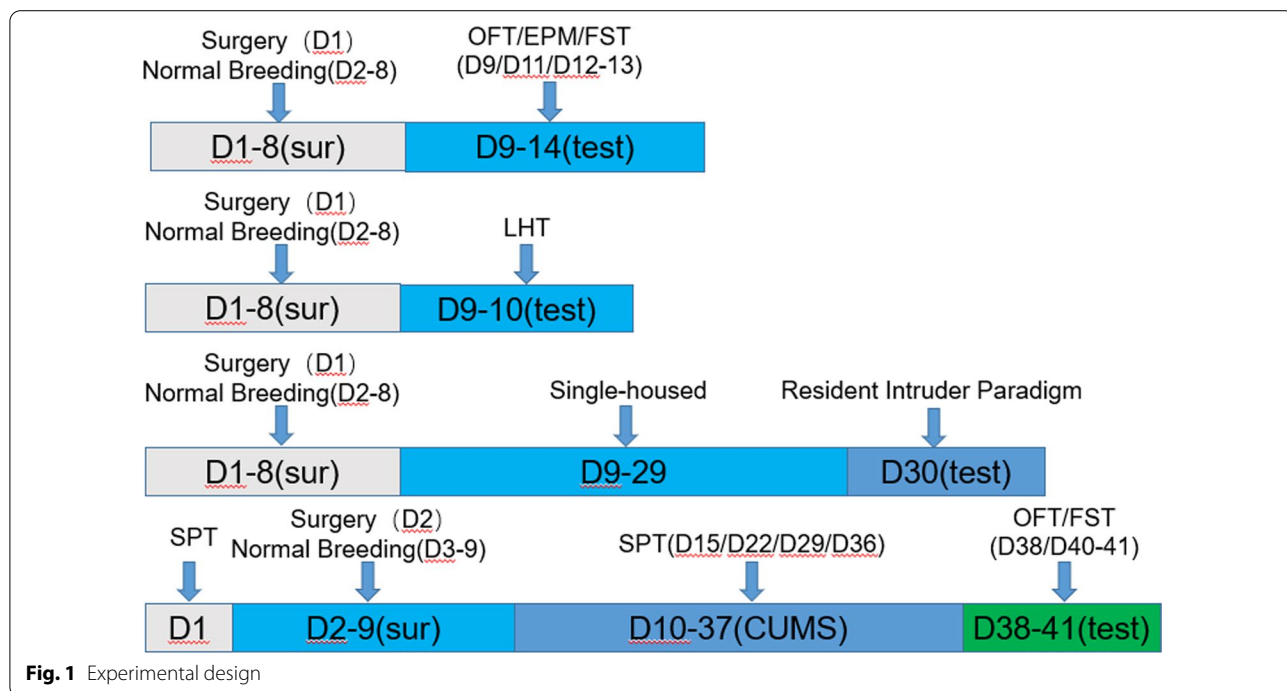 Surgery (D1)
Normal Breeding(D2-8)
OFT/EPM/FST
(D9/D11/D12-13)
D1-8(sur)
D9-14(test)
Surgery (D1)
Normal Breeding(D2-8)
LHT
D1-8(sur)
D9-10(test)
Surgery (D1)
Normal Breeding(D2-8)
Single-housed
Resident Intruder Paradigm
D1-8(sur)
D9-29
D30(test)
SPT
Surgery (D2)
Normal Breeding(D3-9)
SPT(D15/D22/D29/D36)
OFT/FST
(D38/D40-41)
D1
D2-9(sur)
D10-37(CUMS)
D38-41(test)
Fig. 1 Experimental design